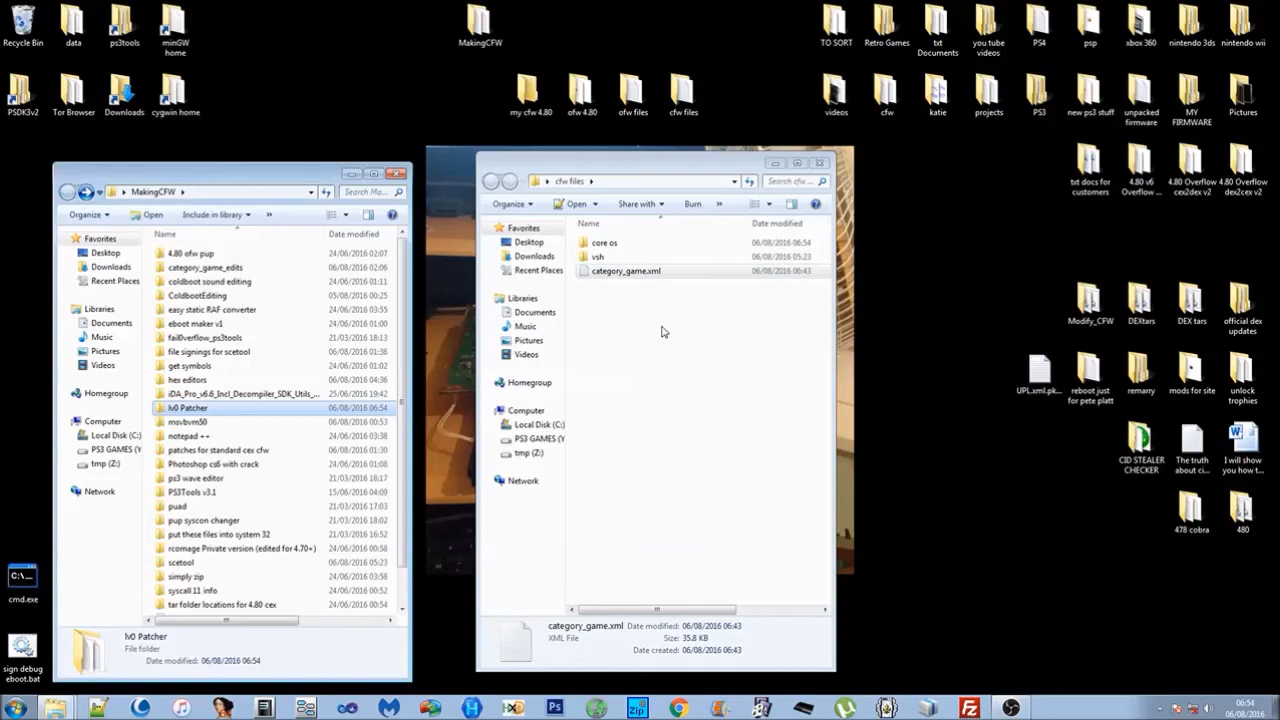 Recycle Bin
data
ps3tools
minGW
home
MakingCFW
TO SORT
Retro Games
txt
Documents
you tube
videos
PS4
psp
xbox 360
nintendo 3ds
nintendo wii
PSDK3v2
Tor Browser
Downloads
cygwin home
my cfw 4.80
ofw 4.80
ofw files
cfw files
videos
cfw
katie
projects
PS3
new ps3 stuff
unpacked
firmware
MY
FIRMWARE
Pictures
txt docs for
customers
4.80 v6
Overflow ...
4.80 Overflow
cex2dex v2
4.80 Overflow
dex2cex v2
Modify_CFW
DEXtars
DEX tars
official dex
updates
UPL.xml.pk...
reboot just
for pete platt
remarry
mods for site
unlock
trophies
CID STEALER
CHECKER
The truth
about ci...
I will show
you how t...
478 cobra
480
cmd.exe
sign debug
eboot.bat
MakingCFW
Search Ma...
Organize
Open
Include in library
»
Favorites
Desktop
Downloads
Recent Places
Libraries
Documents
Music
Pictures
Videos
Homegroup
Computer
Local Disk (C:)
PS3 GAMES (Y
tmp (Z:)
Network
Name
Date modified
4.80 ofw pup
24/06/2016 02:07
category_game_edits
06/08/2016 02:06
coldboot sound editing
24/06/2016 01:03
ColdbootEditing
05/08/2016 00:25
easy static RAF converter
24/06/2016 03:55
eboot maker v1
24/06/2016 01:00
fail0verflow_ps3tools
21/03/2016 18:13
file signings for scetool
06/08/2016 01:36
get symbols
24/06/2016 01:40
hex editors
06/08/2016 04:36
iDA_Pro_v6.6_Incl_Decompiler_SDK_Utils_...
25/06/2016 19:42
lv0 Patcher
06/08/2016 06:54
msvbvm50
06/08/2016 00:53
notepad ++
24/06/2016 01:04
patches for standard cex cfw
06/08/2016 01:30
Photoshop cs6 with crack
24/06/2016 01:08
ps3 wave editor
21/03/2016 18:17
PS3Tools v3.1
15/06/2016 04:09
puad
21/03/2016 17:03
pup syscon changer
21/03/2016 18:02
put these files into system 32
21/03/2016 16:52
rcomage Private version (edited for 4.70+)
24/06/2016 00:58
scetool
06/08/2016 05:23
simply zip
24/06/2016 03:58
syscall 11 info
24/06/2016 00:52
tar folder locations for 4.80 cex
24/06/2016 00:54
lv0 Patcher
File folder
Date modified: 06/08/2016 06:54
cfw files
Search cfw ...
Organize
Open
Share with
Burn
»
Favorites
Desktop
Downloads
Recent Places
Libraries
Documents
Music
Pictures
Videos
Homegroup
Computer
Local Disk (C:)
PS3 GAMES (Y
tmp (Z:)
Network
Name
Date modified
core os
06/08/2016 06:54
vsh
06/08/2016 05:23
category_game.xml
06/08/2016 06:43
category_game.xml
XML File
Date modified: 06/08/2016 06:43
Size: 35.8 KB
Date created: 06/08/2016 06:43
06:54
06/08/2016